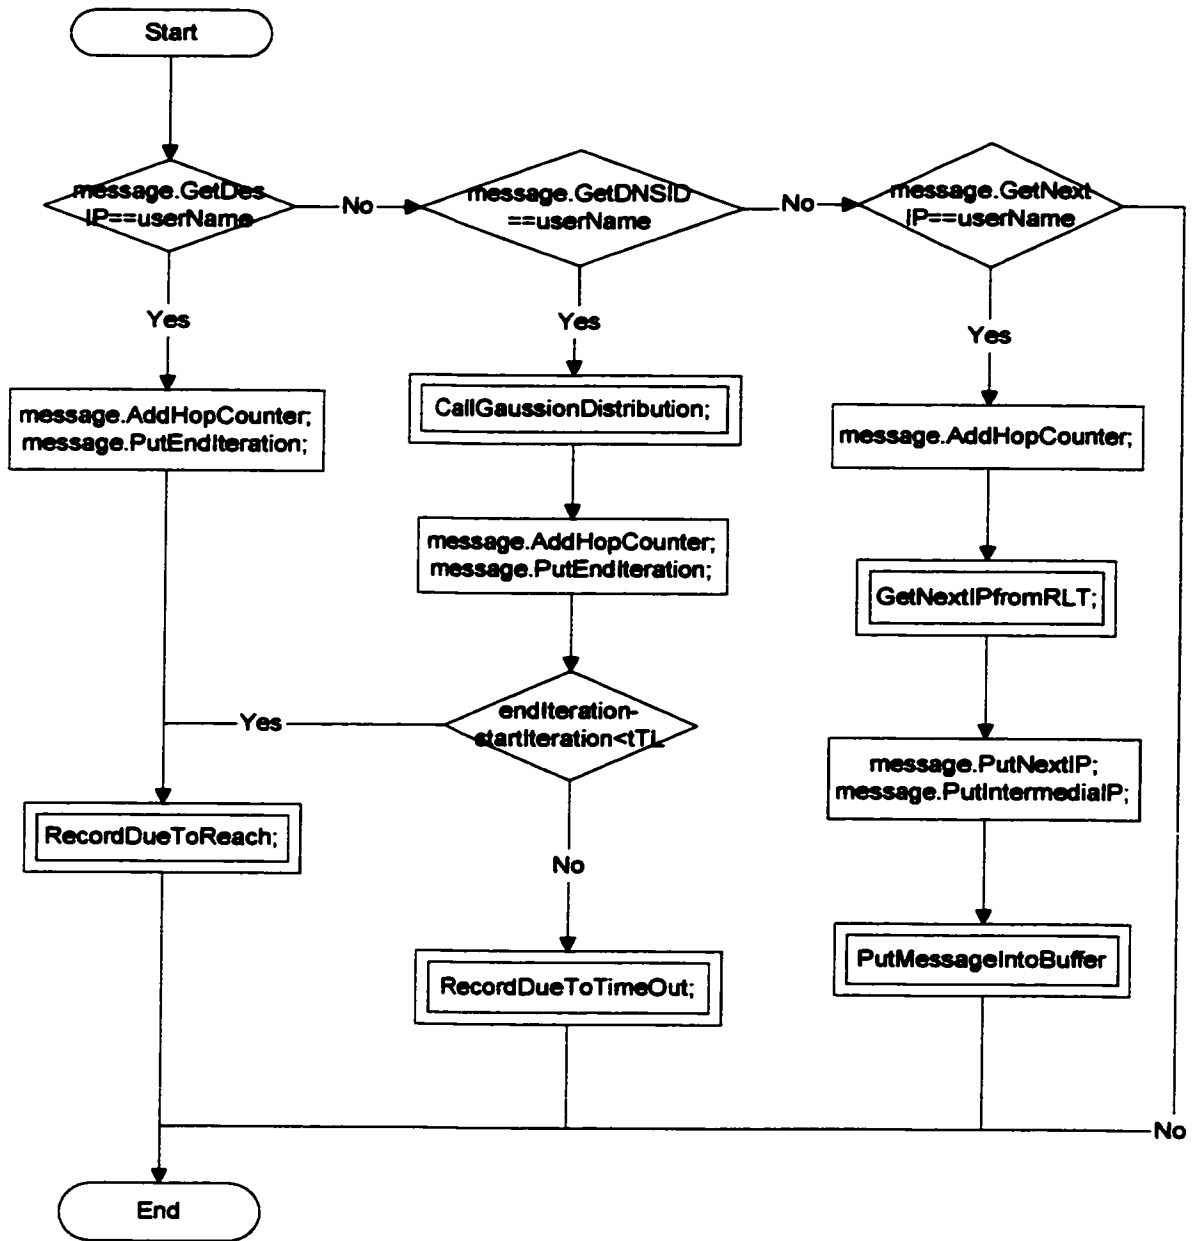 Start
message.GetDes
IP==userName
No
message.GetDNSID
==userName
No
message.GetNext
IP==userName
Yes
Yes
Yes
message.AddHopCounter;
message.PutEndIteration;
CallGaussionDistribution;
message.AddHopCounter;
message.AddHopCounter;
message.PutEndIteration;
GetNextIPfromRLT;
Yes
endIteration-
startIteration<tTL
message.PutNextIP;
message.PutIntermediaIP;
RecordDueToReach;
No
PutMessageIntoBuffer
RecordDueToTimeOut;
No
End